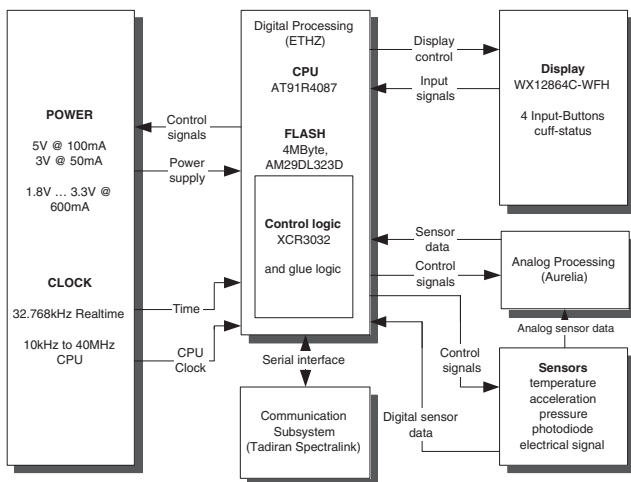 POWER
5V @ 100mA
3V @ 50mA
1.8V ... 3.3V @
600mA
CLOCK
32.768kHz Realtime
10kHz to 40MHz
CPU
Control
signals
Power
supply
Time
CPU
Clock
Digital Processing
(ETHZ)
CPU
AT91R4087
FLASH
4MByte,
AM29DL323D
Control logic
XCR3032
and glue logic
Serial interface
Communication
Subsystem
(Tadiran Spectralink)
Display
control
Input
signals
Sensor
data
Control
signals
Control
signals
Digital sensor
data
Display
WX12864C-WFH
4 Input-Buttons
cuff-status
Analog Processing
(Aurelia)
Analog sensor data
Sensors
temperature
acceleration
pressure
photodiode
electrical signal